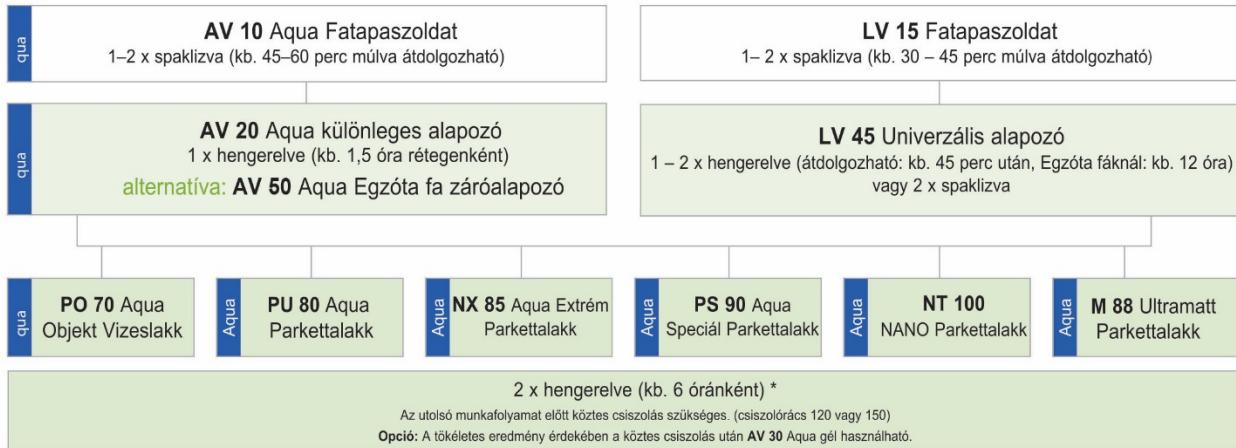 qua
AV 10 Aqua Fatapaszoldat
1–2 x spaklizva (kb. 45–60 perc múlva átdolgozható)
LV 15 Fatapaszoldat
1– 2 x spaklizva (kb. 30 – 45 perc múlva átdolgozható)
qua
AV 20 Aqua különleges alapozó
1 x hengerelve (kb. 1,5 óra rétegenként)
alternatíva: AV 50 Aqua Egzóta fa záróalapozó
LV 45 Univerzális alapozó
1 – 2 x hengerelve (átdolgozható: kb. 45 perc után, Egzóta fáknál: kb. 12 óra)
vagy 2 x spaklizva
qua
PO 70 Aqua
Objekt Vizeslakk
Aqua
PU 80 Aqua
Parkettalakk
Aqua
NX 85 Aqua Extrém
Parkettalakk
Aqua
PS 90 Aqua
Speciál Parkettalakk
Aqua
NT 100
NANO Parkettalakk
Aqua
M 88 Ultramatt
Parkettalakk
2 x hengerelve (kb. 6 óránként) *
Az utolsó munkafolyamat előtt köztes csiszolás szükséges. (csiszolórács 120 vagy 150)
Opció: A tökéletes eredmény érdekében a köztes csiszolás után AV 30 Aqua gél használható.